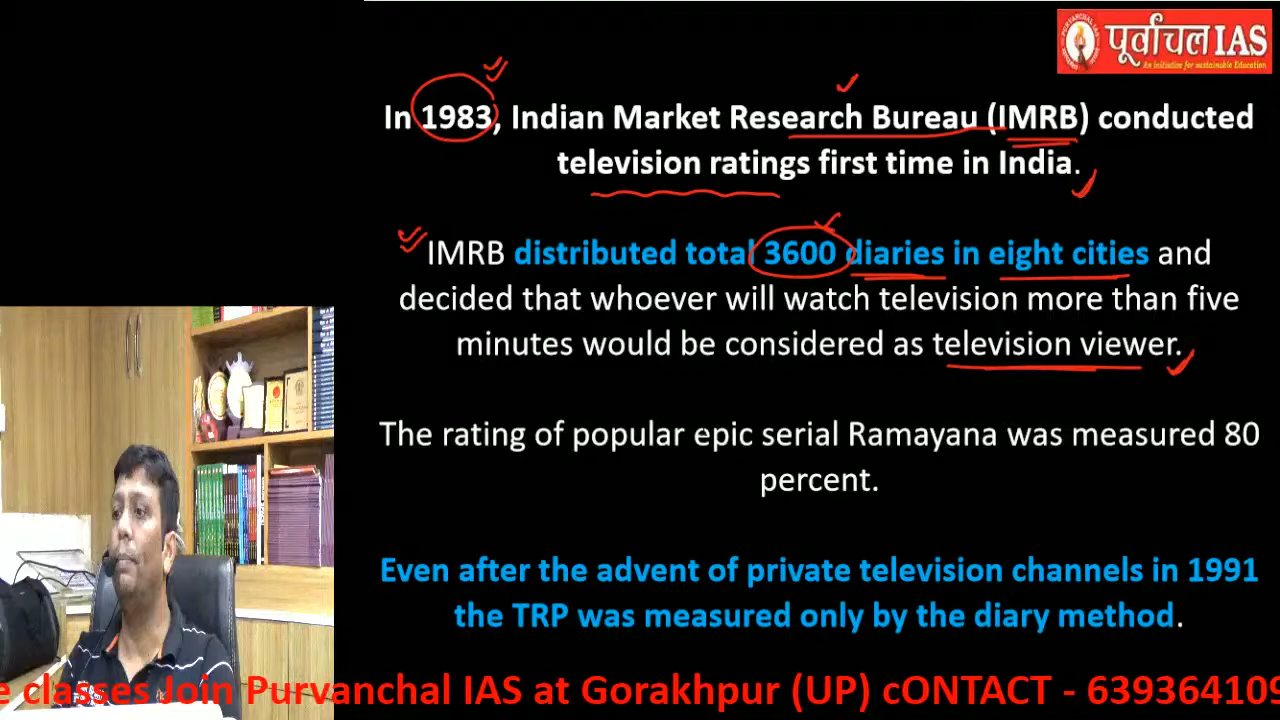 पूर्वांचल IAS
An initiative for sustainable Education
In 1983, Indian Market Research Bureau (IMRB) conducted
television ratings first time in India.
IMRB distributed total 3600 diaries in eight cities and
decided that whoever will watch television more than five
minutes would be considered as television viewer.
The rating of popular epic serial Ramayana was measured 80
percent.
Even after the advent of private television channels in 1991
the TRP was measured only by the diary method.
e classes Join Purvanchal IAS at Gorakhpur (UP) cONTACT - 639364109